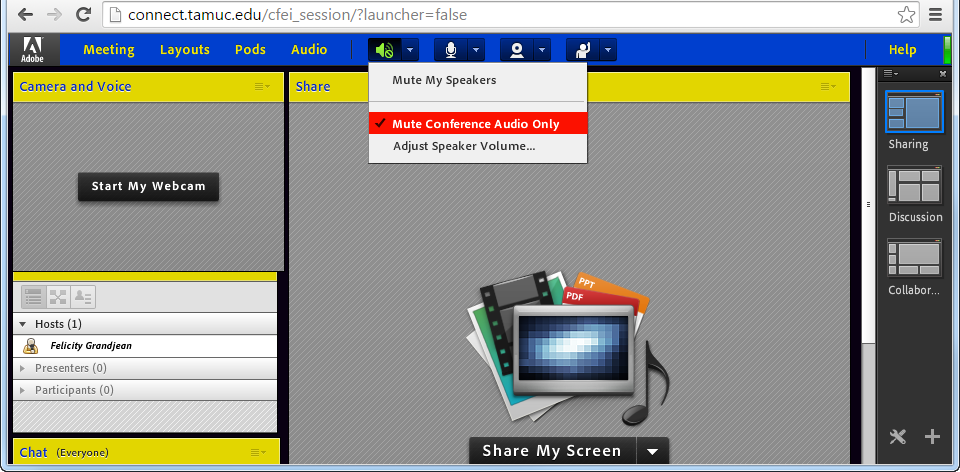 connect.tamuc.edu/cfei_session/?launcher=false
Adobe
Meeting
Layouts
Pods
Audio
Help
Mute My Speakers
Mute Conference Audio Only
Adjust Speaker Volume...
Camera and Voice
Start My Webcam
Share
PPT
PDF
Share My Screen
Hosts (1)
Felicity Grandjean
Presenters (0)
Participants (0)
Chat (Everyone)
Sharing
Discussion
Collabor...